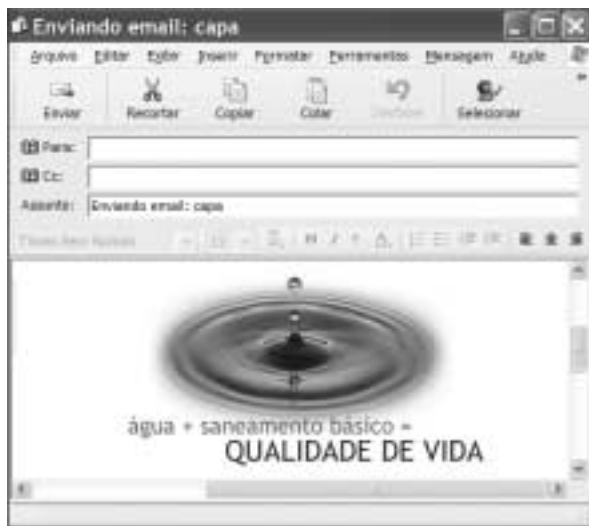 Enviando email: capa
Arquivo Editar Exibir Inserir Formatar Ferramentas Mensagem Ajuda
Enviar Recortar Copiar Colar Selecionar
Para:
Cc:
Assunto: Enviando email: capa
água + saneamento básico =
QUALIDADE DE VIDA